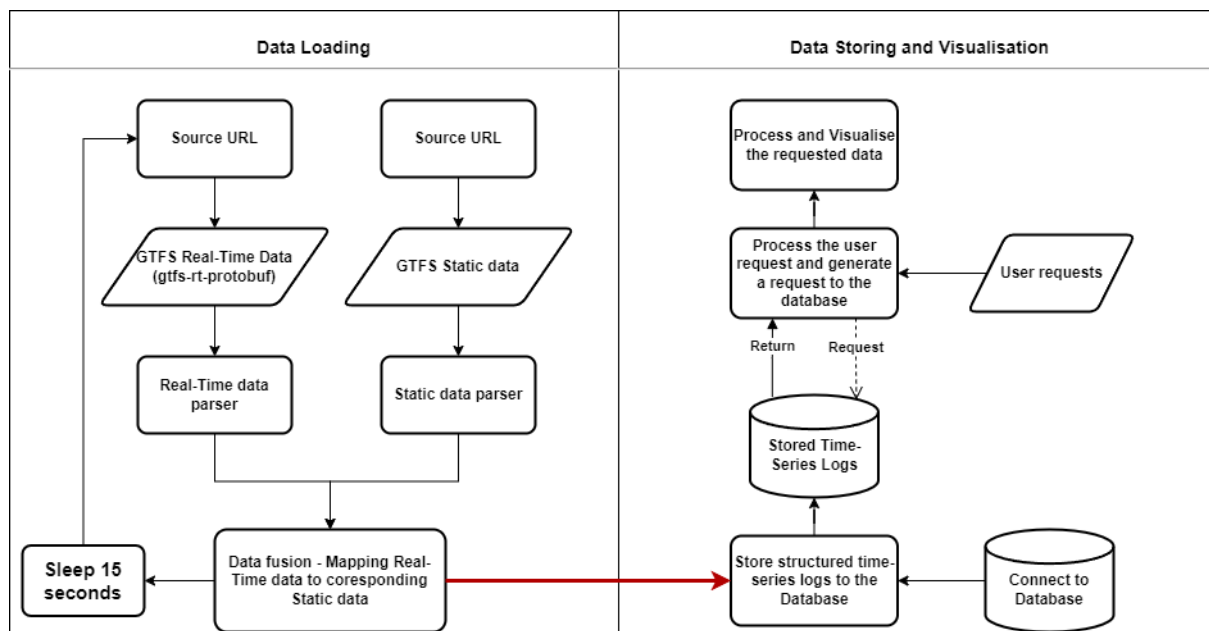 Data Loading
Data Storing and Visualisation
Source URL
Source URL
Process and Visualise
the requested data
GTFS Real-Time Data
(gtfs-rt-protobuf)
GTFS Static data
Process the user
request and generate
a request to the
database
User requests
Return
Request
Real-Time data
parser
Static data parser
Stored Time-
Series Logs
Sleep 15
seconds
Data fusion - Mapping Real-
Time data to coresponding
Static data
Store structured time-
series logs to the
Database
Connect to
Database